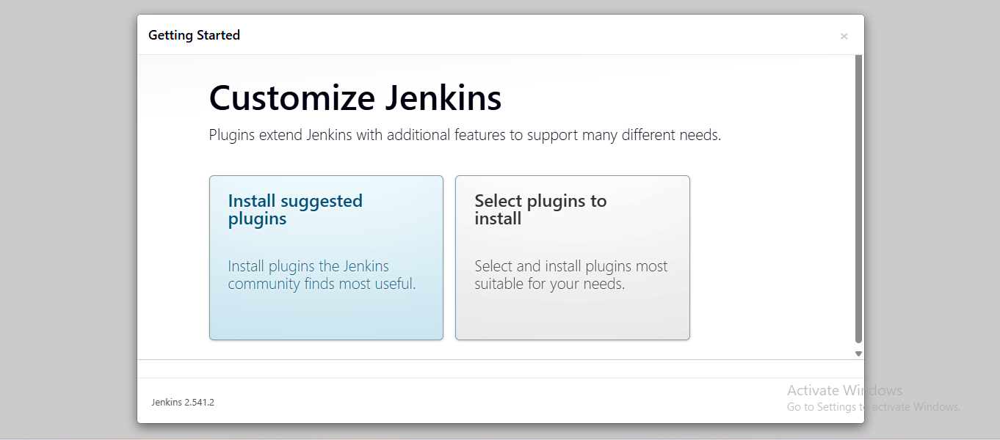 Getting Started
×
Customize Jenkins
Plugins extend Jenkins with additional features to support many different needs.
Install suggested
plugins
Install plugins the Jenkins
community finds most useful.
Select plugins to
install
Select and install plugins most
suitable for your needs.
Jenkins 2.541.2
Activate Windows
Go to Settings to activate Windows.